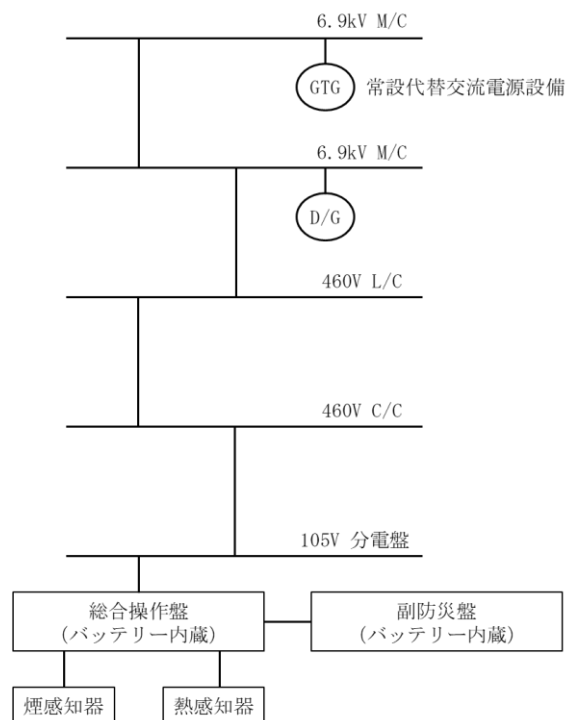 6.9kV M/C
GTG 常設代替交流電源設備
6.9kV M/C
D/G
460V L/C
460V C/C
105V 分電盤
総合操作盤
(バッテリー内蔵)
副防災盤
(バッテリー内蔵)
煙感知器
熱感知器